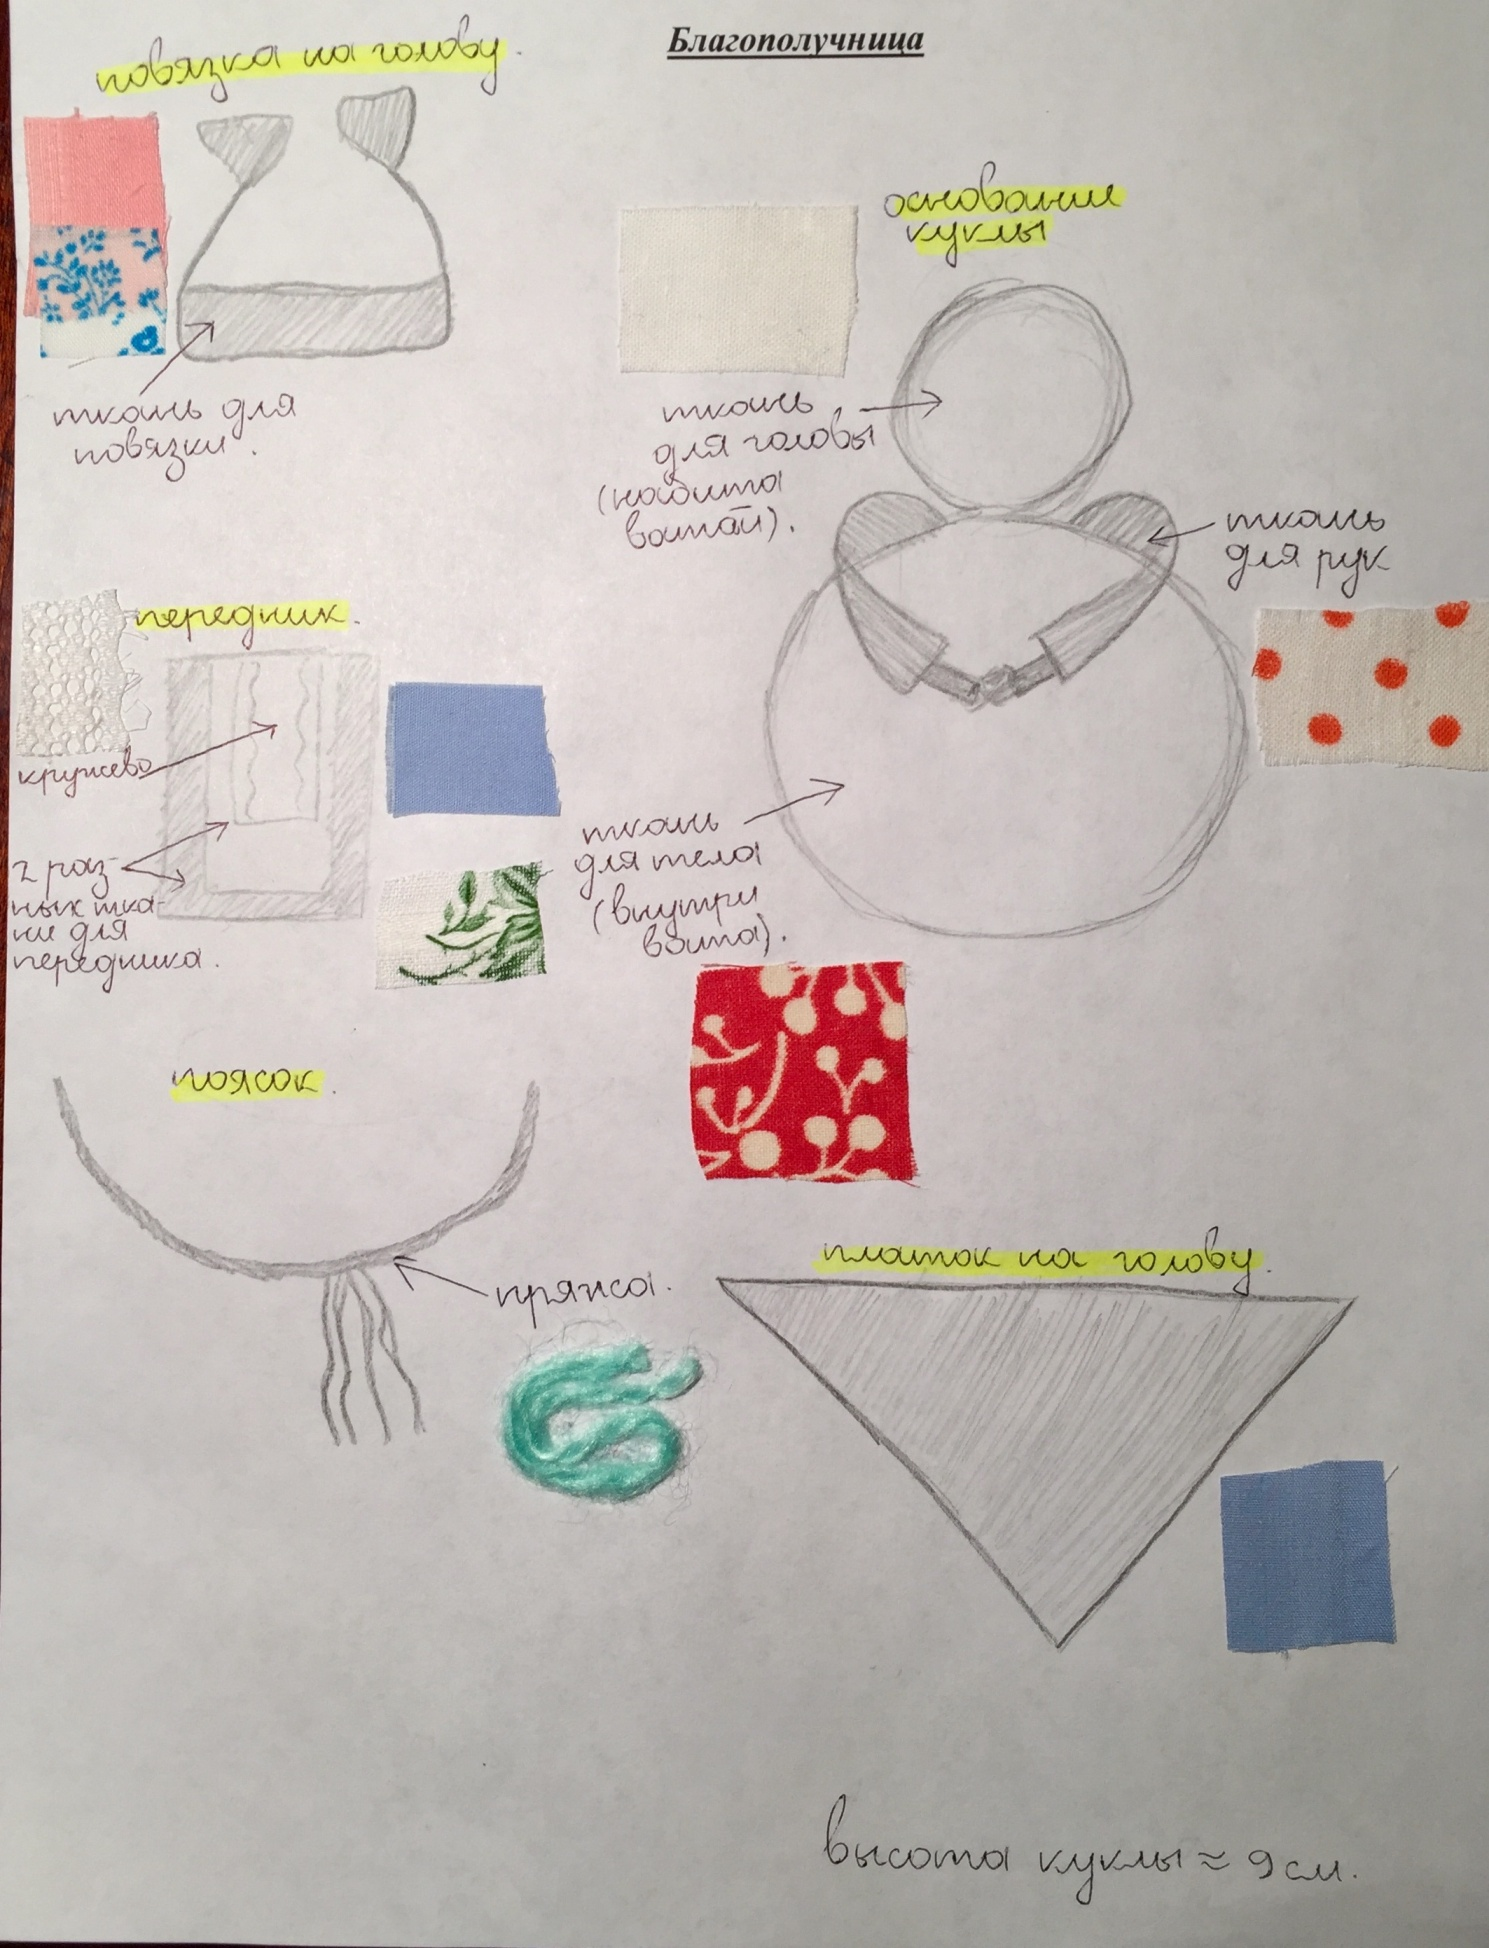 Благополучница
повязка на голову.
ткань для
повязки.
основание
куклы
ткань
для головы
(набита
ватой).
ткань
для рук
передник.
кружево
2 раз-
ных тка-
ни для
передника.
ткань
для тела
(внутри
вата).
поясок.
пряжа.
платок на голову.
высота куклы ≈ 9 см.